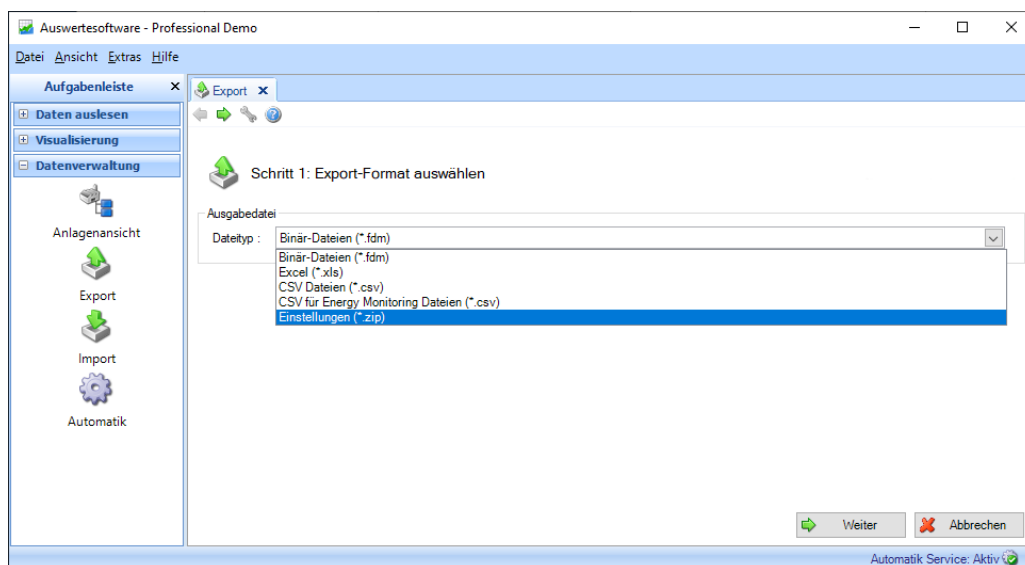 Auswertesoftware - Professional Demo
Datei Ansicht Extras Hilfe
Aufgabenleiste
Daten auslesen
Visualisierung
Datenverwaltung
Anlagenansicht
Export
Import
Automatik
Export
Schritt 1: Export-Format auswählen
Ausgabedatei
Dateityp : Binär-Dateien (*.fdm)
Binär-Dateien (*.fdm)
Excel (*.xls)
CSV Dateien (*.csv)
CSV für Energy Monitoring Dateien (*.csv)
Einstellungen (*.zip)
Weiter Abbrechen
Automatik Service: Aktiv